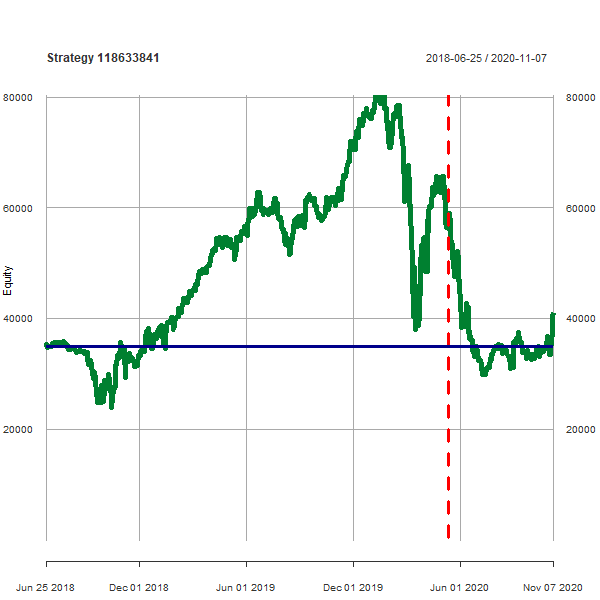 Strategy 118633841 2018-06-25 / 2020-11-07
80000 80000
60000 60000
Equity
40000 40000
20000 20000
Jun 25 2018 Dec 01 2018 Jun 01 2019 Dec 01 2019 Jun 01 2020 Nov 07 2020